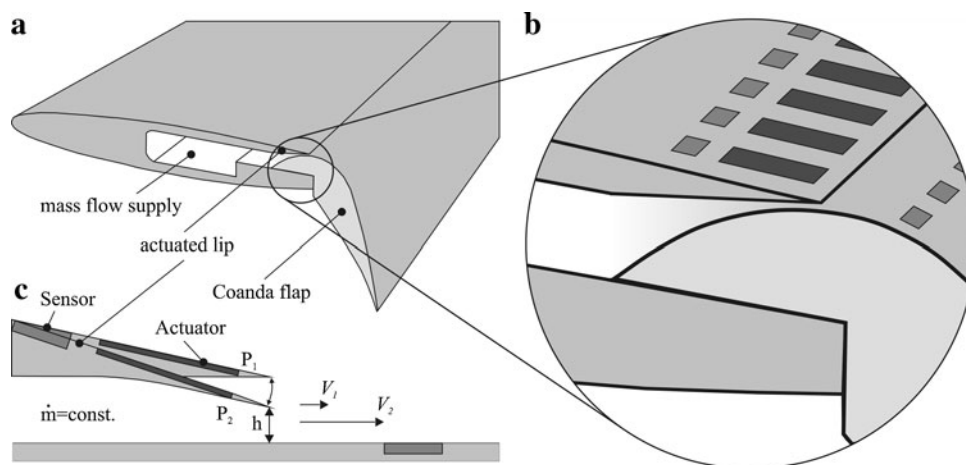 a
b
mass flow supply
actuated lip
Coanda flap
c
Sensor
Actuator
P1
P2
V1
V2
h
ṁ=const.